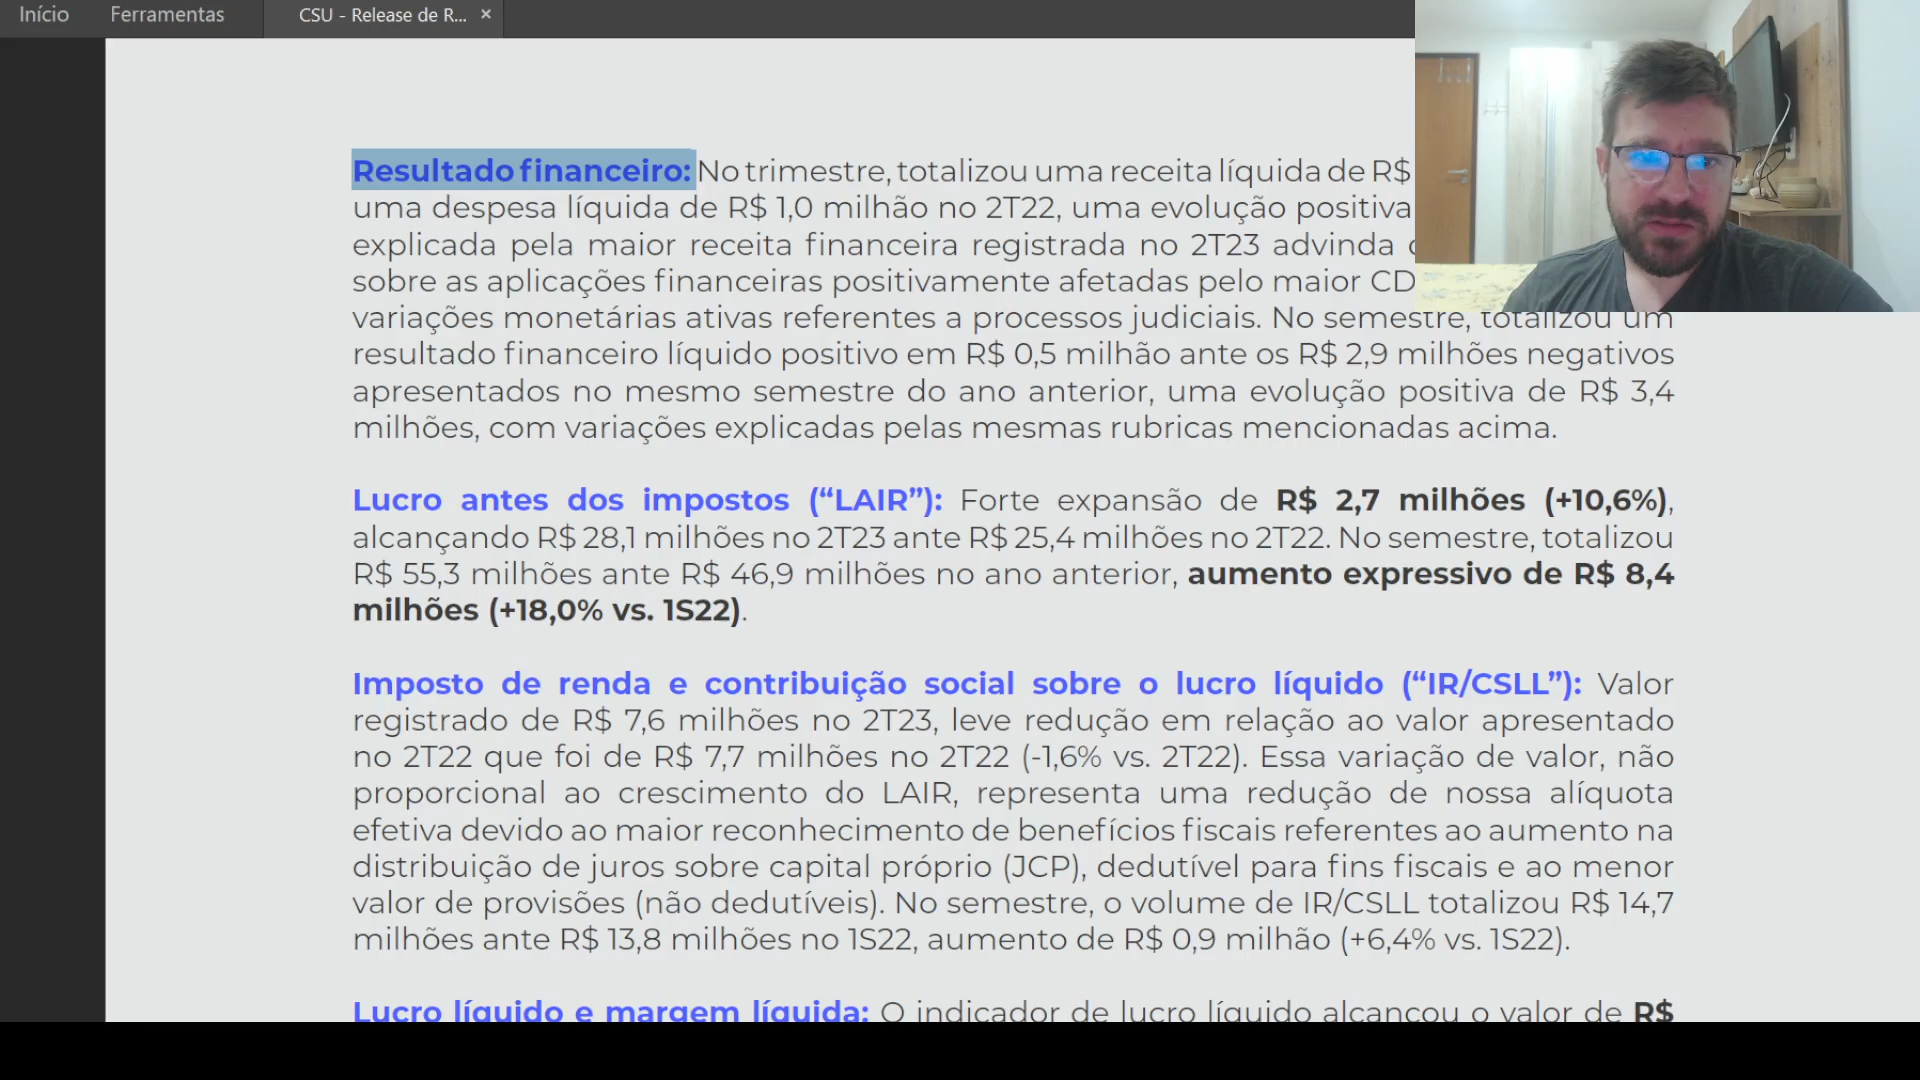 Início Ferramentas CSU - Release de R... ×
Resultado financeiro: No trimestre, totalizou uma receita líquida de R$
uma despesa líquida de R$ 1,0 milhão no 2T22, uma evolução positiva
explicada pela maior receita financeira registrada no 2T23 advinda
sobre as aplicações financeiras positivamente afetadas pelo maior CD
variações monetárias ativas referentes a processos judiciais. No semestre, totalizou um
resultado financeiro líquido positivo em R$ 0,5 milhão ante os R$ 2,9 milhões negativos
apresentados no mesmo semestre do ano anterior, uma evolução positiva de R$ 3,4
milhões, com variações explicadas pelas mesmas rubricas mencionadas acima.
Lucro antes dos impostos (“LAIR”): Forte expansão de R$ 2,7 milhões (+10,6%),
alcançando R$ 28,1 milhões no 2T23 ante R$ 25,4 milhões no 2T22. No semestre, totalizou
R$ 55,3 milhões ante R$ 46,9 milhões no ano anterior, aumento expressivo de R$ 8,4
milhões (+18,0% vs. 1S22).
Imposto de renda e contribuição social sobre o lucro líquido (“IR/CSLL”): Valor
registrado de R$ 7,6 milhões no 2T23, leve redução em relação ao valor apresentado
no 2T22 que foi de R$ 7,7 milhões no 2T22 (-1,6% vs. 2T22). Essa variação de valor, não
proporcional ao crescimento do LAIR, representa uma redução de nossa alíquota
efetiva devido ao maior reconhecimento de benefícios fiscais referentes ao aumento na
distribuição de juros sobre capital próprio (JCP), dedutível para fins fiscais e ao menor
valor de provisões (não dedutíveis). No semestre, o volume de IR/CSLL totalizou R$ 14,7
milhões ante R$ 13,8 milhões no 1S22, aumento de R$ 0,9 milhão (+6,4% vs. 1S22).
Lucro líquido e margem líquida: O indicador de lucro líquido alcançou o valor de R$